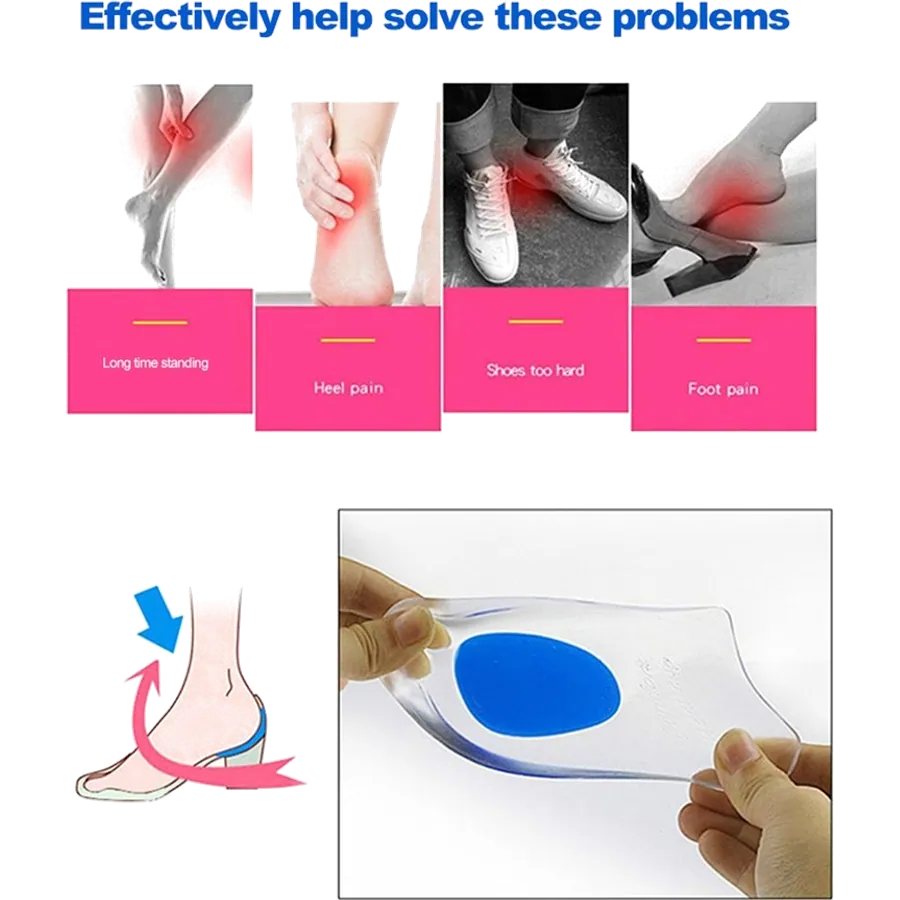 Effectively help solve these problems
Long time standing
Heel pain
Shoes too hard
Foot pain